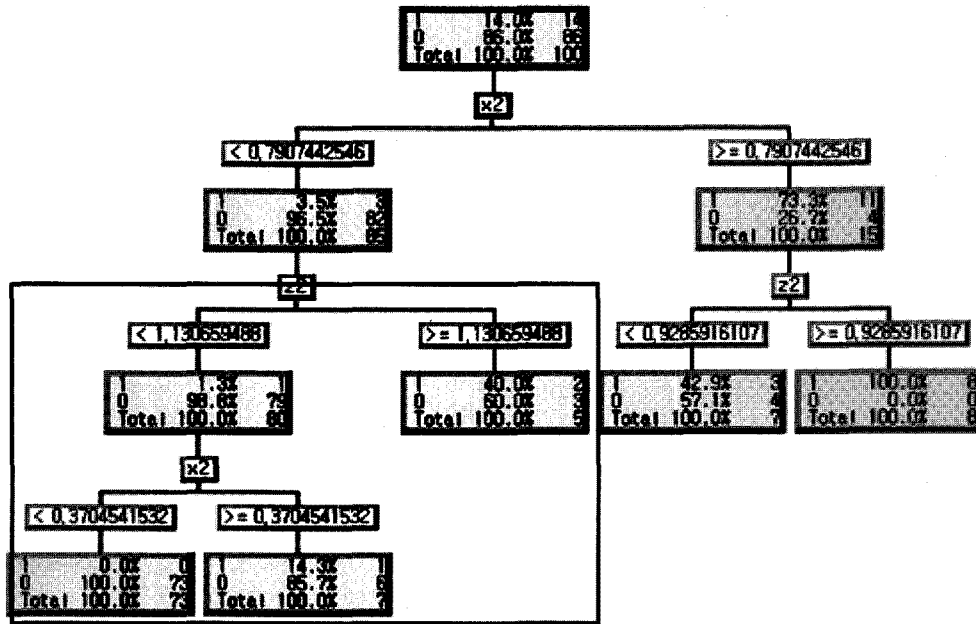 1 14.0% 14
0 86.0% 86
Total 100.0% 100
x2
< 0,7907442546
>= 0,7907442546
1 3.5% 3
0 96.5% 82
Total 100.0% 85
1 73.3% 11
0 26.7% 4
Total 100.0% 15
z2
z2
< 1,130659488
>= 1,130659488
< 0,9285916107
>= 0,9285916107
1 1.3% 1
0 98.8% 79
Total 100.0% 80
1 40.0% 2
0 60.0% 3
Total 100.0% 5
1 42.9% 3
0 57.1% 4
Total 100.0% 7
1 100.0% 8
0 0.0% 0
Total 100.0% 8
x2
< 0,3704541532
>= 0,3704541532
1 0.0% 0
0 100.0% 73
Total 100.0% 73
1 14.3% 1
0 85.7% 6
Total 100.0% 7